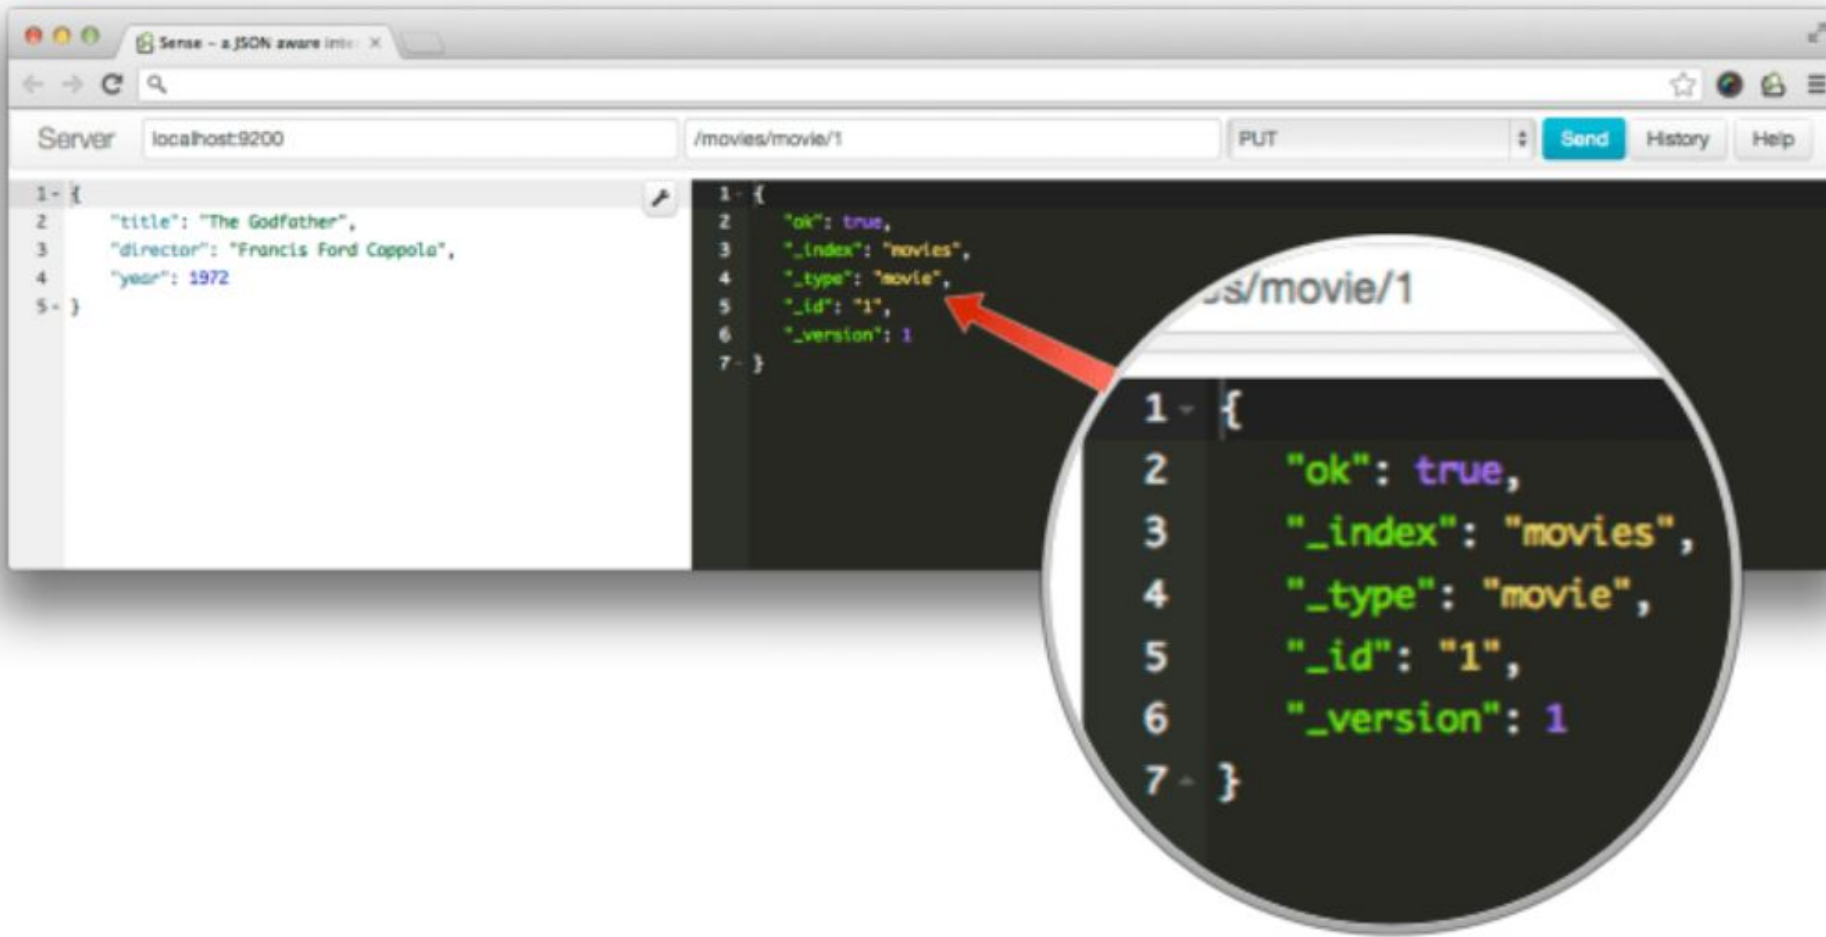 Sense - a JSON aware inte
Server localhost:9200 /movies/movie/1 PUT Send History Help
1 {
2 "title": "The Godfather",
3 "director": "Francis Ford Coppola",
4 "year": 1972
5 }
1 {
2 "ok": true,
3 "_index": "movies",
4 "_type": "movie",
5 "_id": "1",
6 "_version": 1
7 }
s/movie/1
1 {
2 "ok": true,
3 "_index": "movies",
4 "_type": "movie",
5 "_id": "1",
6 "_version": 1
7 }